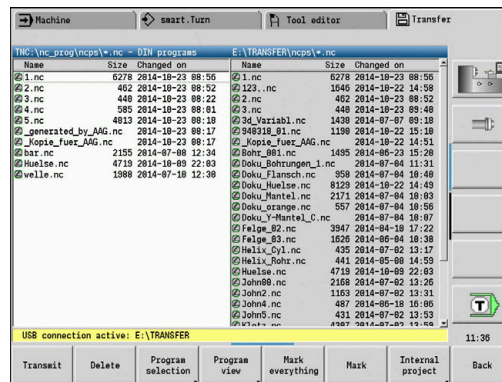 Machine
smart.Turn
Tool editor
Transfer
TNC:\nc_prog\ncps\*.nc - DIN programs
Name Size Changed on
1.nc 6278 2014-10-23 08:56
2.nc 462 2014-10-23 08:52
3.nc 440 2014-10-23 08:22
4.nc 585 2014-10-23 08:01
5.nc 4013 2014-10-23 08:18
_generated_by_AAG.nc 2014-10-23 08:17
_Kopie_fuer_AAG.nc 2014-10-23 08:17
bar.nc 2155 2014-07-08 12:34
Huelse.nc 4719 2014-10-09 22:03
welle.nc 1908 2014-07-10 12:30
E:\TRANSFER\ncps\*.nc
Name Size Changed on
1.nc 6278 2014-10-23 08:56
123,.nc 1646 2014-10-22 14:58
2.nc 462 2014-10-23 08:52
3.nc 440 2014-10-23 09:40
3d_Variabl.nc 1430 2014-07-07 09:10
940318_01.nc 1190 2014-10-22 15:10
_Kopie_fuer_AAG.nc 2014-10-22 14:51
Bohr_001.nc 1495 2014-06-23 15:20
Doku_Bohrungen_1.nc 2014-07-04 11:31
Doku_Flansch.nc 950 2014-07-04 10:40
Doku_Huelse.nc 8129 2014-10-22 14:49
Doku_Mantel.nc 2171 2014-07-04 10:03
Doku_orange.nc 557 2014-07-04 10:56
Doku_Y-Mantel_C.nc 2014-07-04 10:07
Felge_02.nc 3947 2014-04-10 17:22
Felge_03.nc 1626 2014-06-04 10:30
Helix_Cyl.nc 435 2014-07-02 13:17
Helix_Rohr.nc 441 2014-05-08 14:59
Huelse.nc 4719 2014-10-09 22:03
John00.nc 2168 2014-07-02 13:26
John2.nc 1163 2014-07-02 13:31
John4.nc 487 2014-06-18 16:06
John5.nc 431 2014-07-02 13:53
Klotz.nc 4307 2014-07-02 13:59
T
USB connection active: E:\TRANSFER
11:36
Transmit
Delete
Program selection
Program view
Mark everything
Mark
Internal project
Back